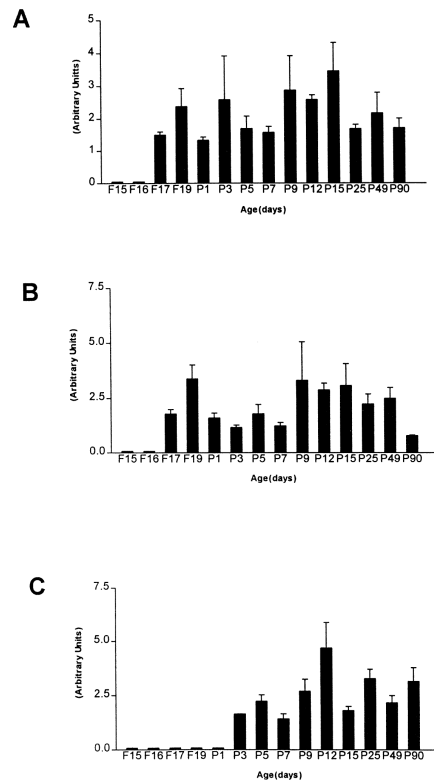 A
(Arbitrary Unitts)
5
4
3
2
1
0
F15 F16 F17 F19 P1 P3 P5 P7 P9 P12 P15 P25 P49 P90
Age(days)
B
(Arbitrary Units)
7.5
5.0
2.5
0.0
F15 F16 F17 F19 P1 P3 P5 P7 P9 P12 P15 P25 P49 P90
Age(days)
C
(Arbitrary Units)
7.5
5.0
2.5
0.0
F15 F16 F17 F19 P1 P3 P5 P7 P9 P12 P15 P25 P49 P90
Age(days)